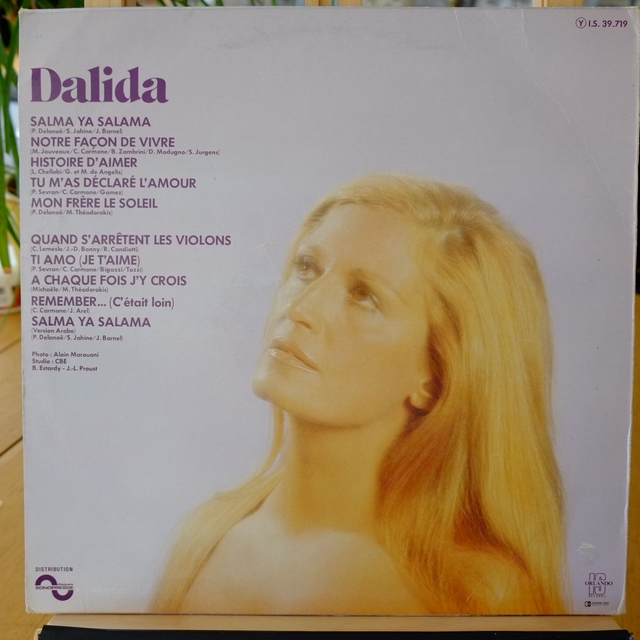 Ⓨ I.S. 39.719
Dalida
SALMA YA SALAMA
(P. Delanoë/S. Jahine/J. Barnel)
NOTRE FAÇON DE VIVRE
(M. Jouveaux/C. Carmone/B. Zambrini/D. Modugno/S. Jurgens)
HISTOIRE D'AIMER
(L. Chellabi/G. et M. de Angelis)
TU M'AS DÉCLARÉ L'AMOUR
(P. Sevran/C. Carmone/Gomez)
MON FRÈRE LE SOLEIL
(P. Delanoë/M. Théodorakis)
QUAND S'ARRÊTENT LES VIOLONS
(C. Lemesle/J.-D. Bonny/R. Candiotti)
TI AMO (JE T'AIME)
(P. Sevran/C. Carmone/Bigazzi/Tozzi)
A CHAQUE FOIS J'Y CROIS
(Michaële/M. Théodorakis)
REMEMBER... (C'était loin)
(C. Carmone/J. Arel)
SALMA YA SALAMA
(Version Arabe)
(P. Delanoë/S. Jahine/J. Barnel)
Photo : Alain Marouani
Studio : CBE
B. Estardy - J.-L. Proust
DISTRIBUTION
SONOPRESSE
IS
ORLANDO